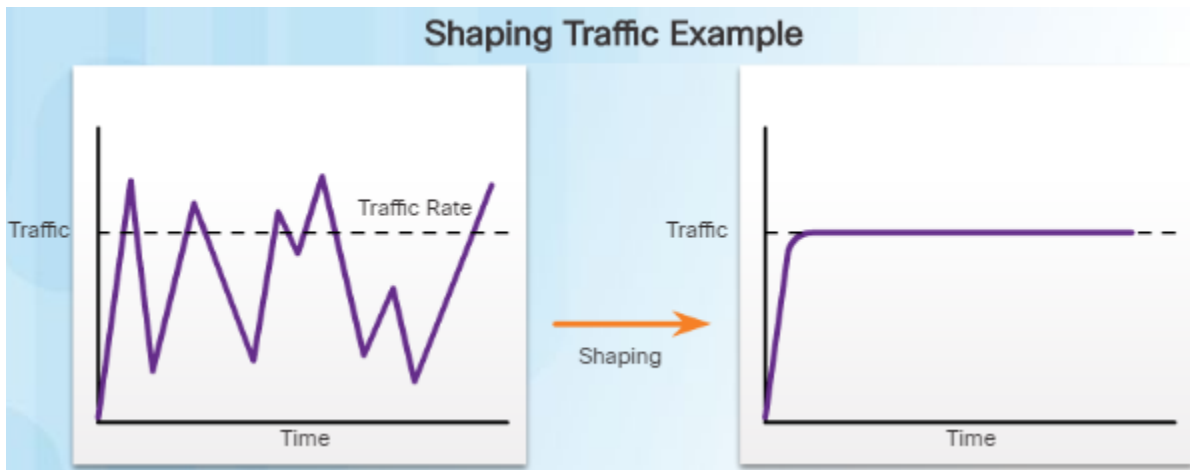 Shaping Traffic Example
Traffic Rate
Traffic
Time
Shaping
Traffic
Time